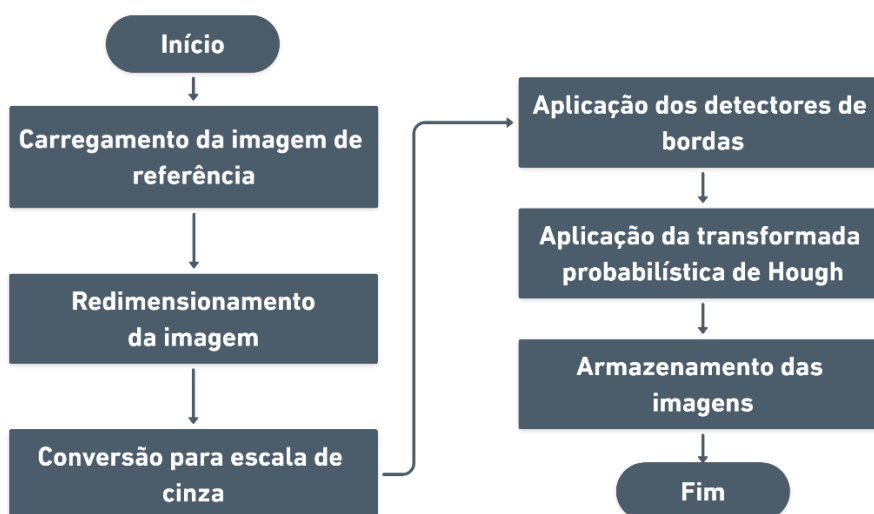 Início
Carregamento da imagem de
referência
Redimensionamento
da imagem
Conversão para escala de
cinza
Aplicação dos detectores de
bordas
Aplicação da transformada
probabilística de Hough
Armazenamento das
imagens
Fim